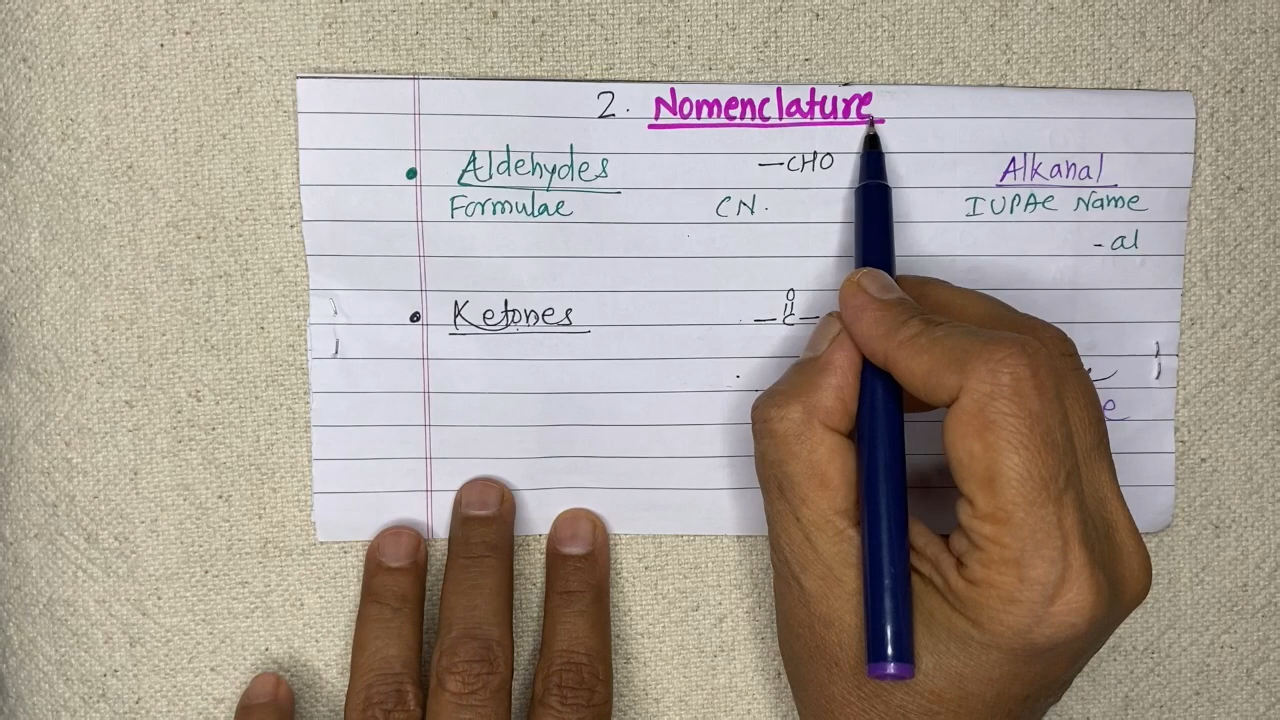 2. Nomenclature
Aldehydes —CHO Alkanal
Formulae CN. IUPAC Name
-al
Ketones
O
—C—
e